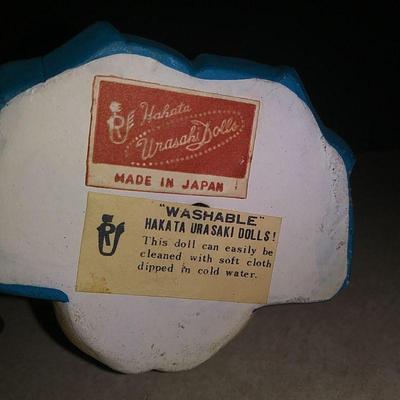 Hakata
Urasaki Dolls
MADE IN JAPAN
"WASHABLE"
HAKATA URASAKI DOLLS!
This doll can easily be
cleaned with soft cloth
dipped in cold water.